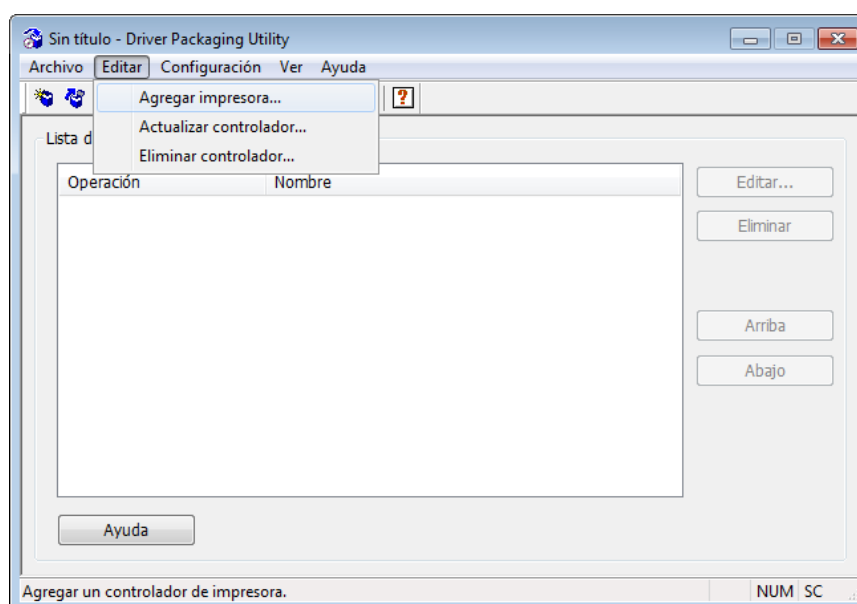 Sin título - Driver Packaging Utility
Archivo Editar Configuración Ver Ayuda
Agregar impresora...
Actualizar controlador...
Eliminar controlador...
Lista d
Operación Nombre
Editar...
Eliminar
Arriba
Abajo
Ayuda
Agregar un controlador de impresora. NUM SC